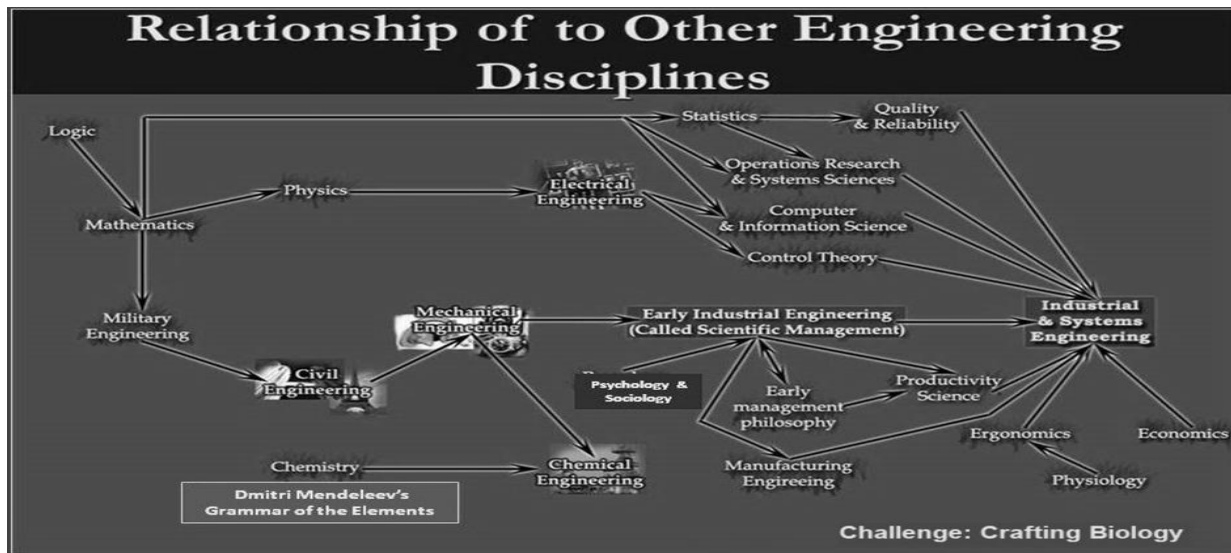 Relationship of to Other Engineering
Disciplines
Logic
Statistics
Quality
& Reliability
Operations Research
& Systems Sciences
Physics
Electrical
Engineering
Mathematics
Computer
& Information Science
Control Theory
Military
Engineering
Mechanical
Engineering
Early Industrial Engineering
(Called Scientific Management)
Industrial
& Systems
Engineering
Civil
Engineering
Psychology &
Sociology
Early
management
philosophy
Productivity
Science
Ergonomics
Economics
Chemistry
Chemical
Engineering
Manufacturing
Engireeing
Physiology
Dmitri Mendeleev's
Grammar of the Elements
Challenge: Crafting Biology